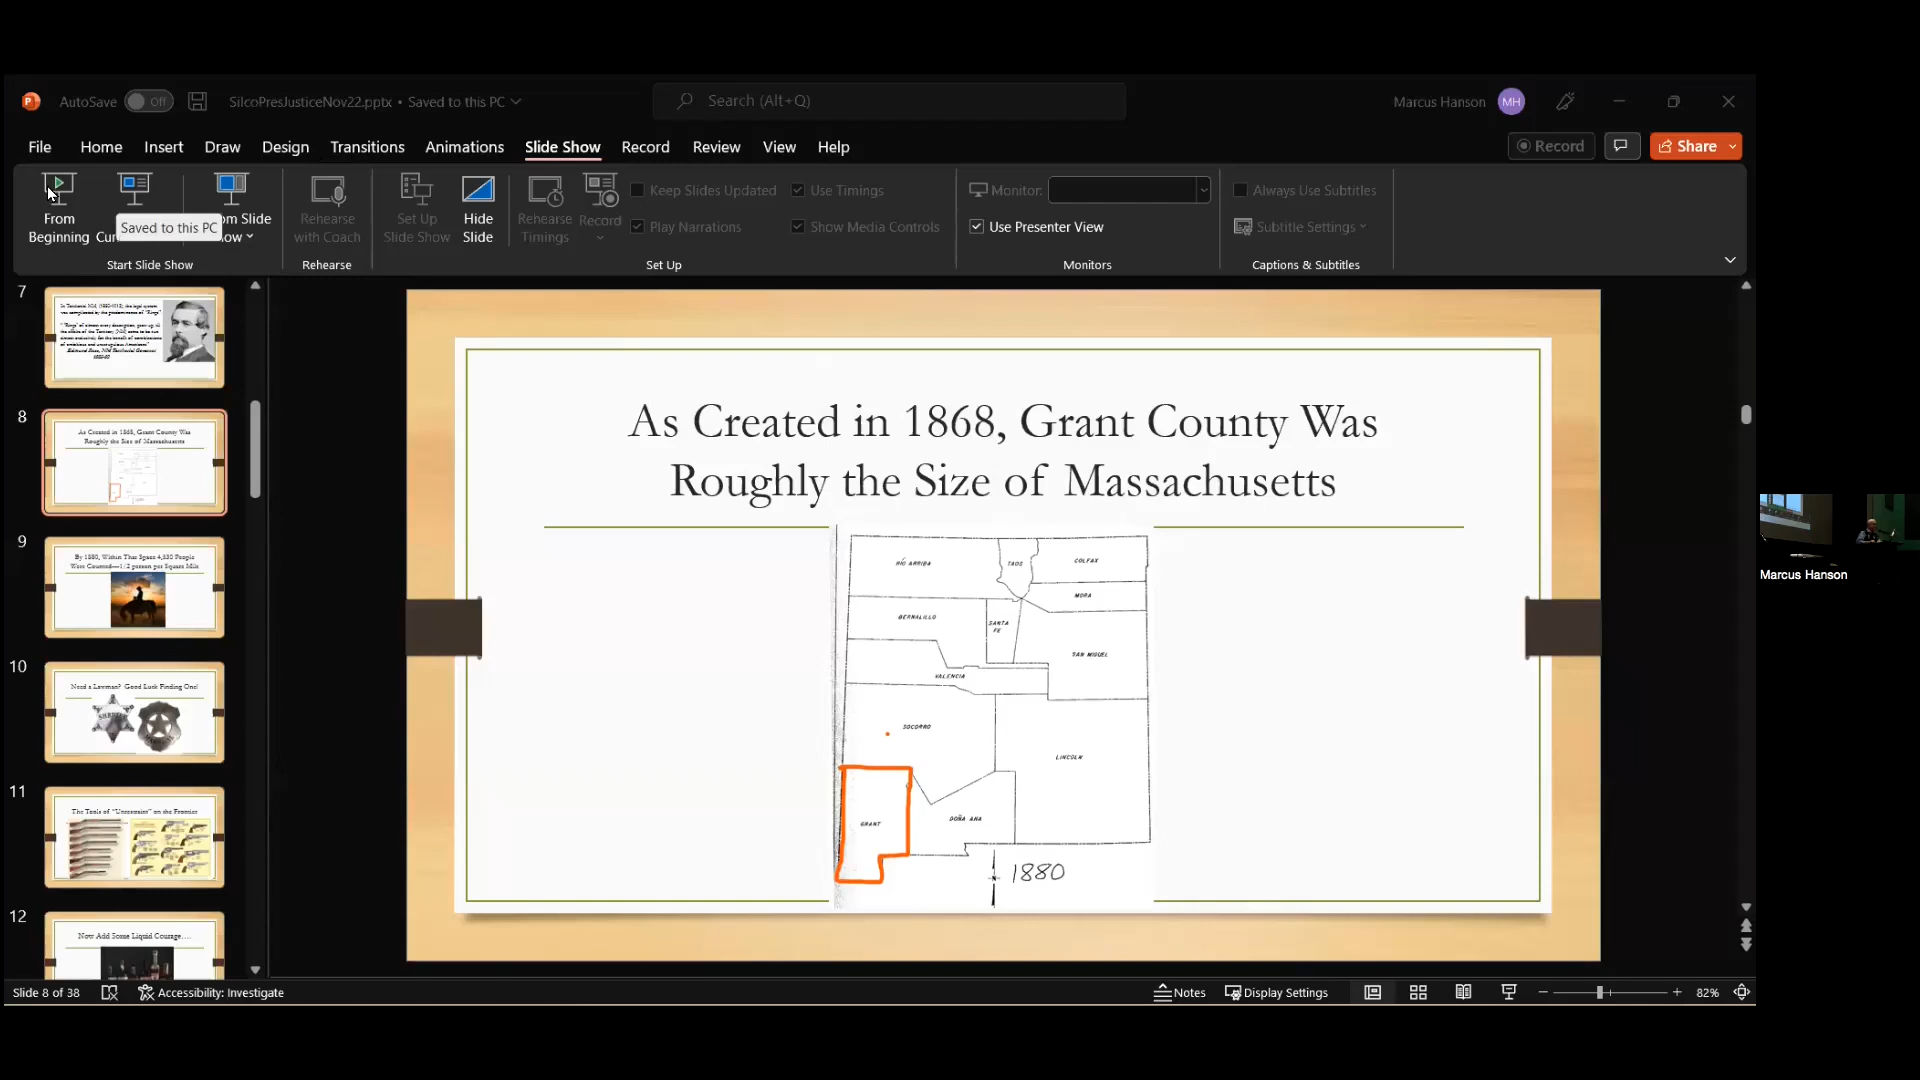 AutoSave Off SilcoPresJusticeNov22.pptx • Saved to this PC Search (Alt+Q) Marcus Hanson MH
File Home Insert Draw Design Transitions Animations Slide Show Record Review View Help Record Share
From Beginning
Saved to this PC
Rehearse with Coach
Set Up Slide Show
Hide Slide
Rehearse Timings
Record
Keep Slides Updated
Play Narrations
Use Timings
Show Media Controls
Monitor:
Use Presenter View
Always Use Subtitles
Subtitle Settings
Start Slide Show Rehearse Set Up Monitors Captions & Subtitles
7
8
As Created in 1868, Grant County Was
Roughly the Size of Massachusetts
9
By 1880, Within That Space 4,539 People
Were Counted—1/2 person per Square Mile
10
Need a Lawman? Good Luck Finding One!
11
The Tools of "Uncertainty" on the Frontier
12
Now Add Some Liquid Courage....
As Created in 1868, Grant County Was
Roughly the Size of Massachusetts
RÍO ARRIBA TAOS COLFAX
MORA
BERNALILLO SANTA FE
SAN MIGUEL
VALENCIA
SOCORRO
LINCOLN
GRANT DOÑA ANA
1880
Marcus Hanson
Slide 8 of 38 Accessibility: Investigate Notes Display Settings 82%